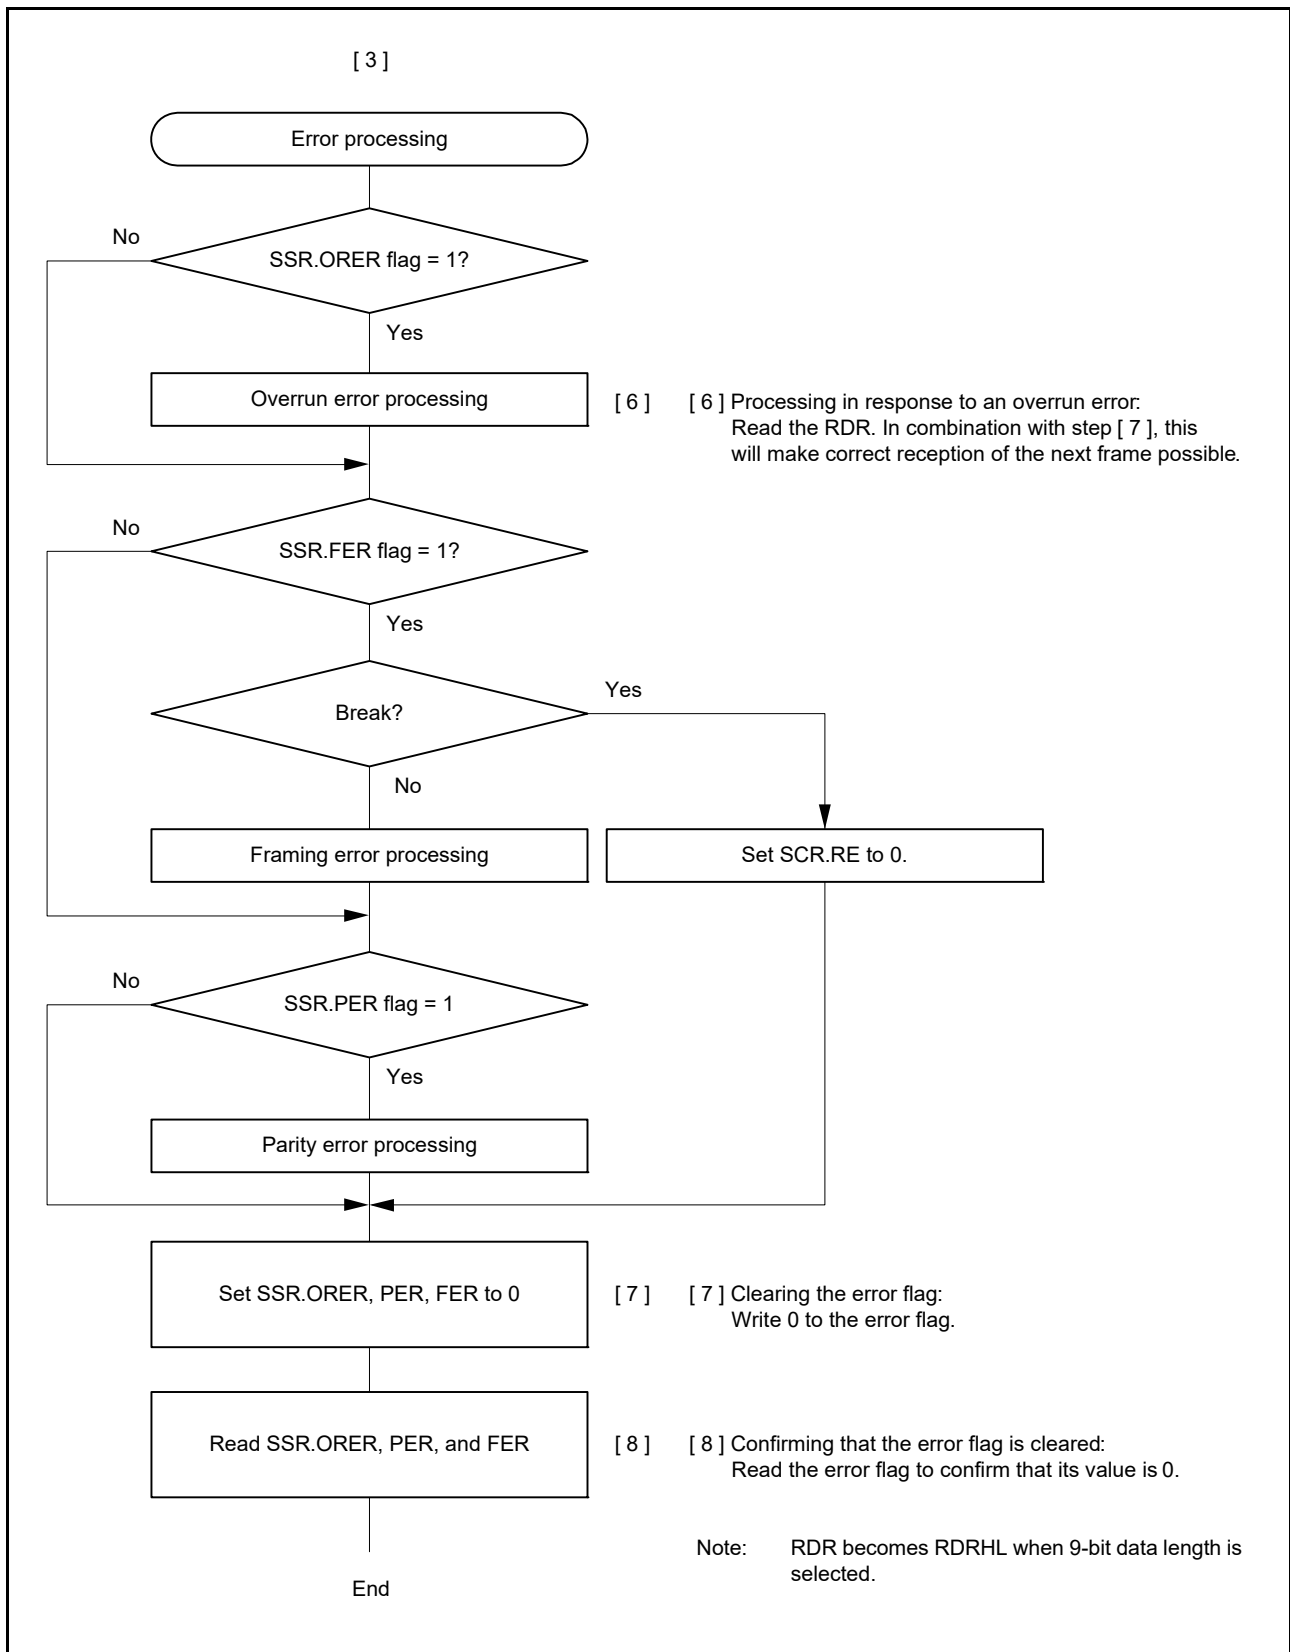 [ 3 ]
Error processing
No
SSR.ORER flag = 1?
Yes
Overrun error processing
[ 6 ]
[ 6 ] Processing in response to an overrun error:
Read the RDR. In combination with step [ 7 ], this
will make correct reception of the next frame possible.
No
SSR.FER flag = 1?
Yes
Break?
Yes
No
Framing error processing
Set SCR.RE to 0.
No
SSR.PER flag = 1
Yes
Parity error processing
Set SSR.ORER, PER, FER to 0
[ 7 ]
[ 7 ] Clearing the error flag:
Write 0 to the error flag.
Read SSR.ORER, PER, and FER
[ 8 ]
[ 8 ] Confirming that the error flag is cleared:
Read the error flag to confirm that its value is 0.
Note: RDR becomes RDRHL when 9-bit data length is
selected.
End